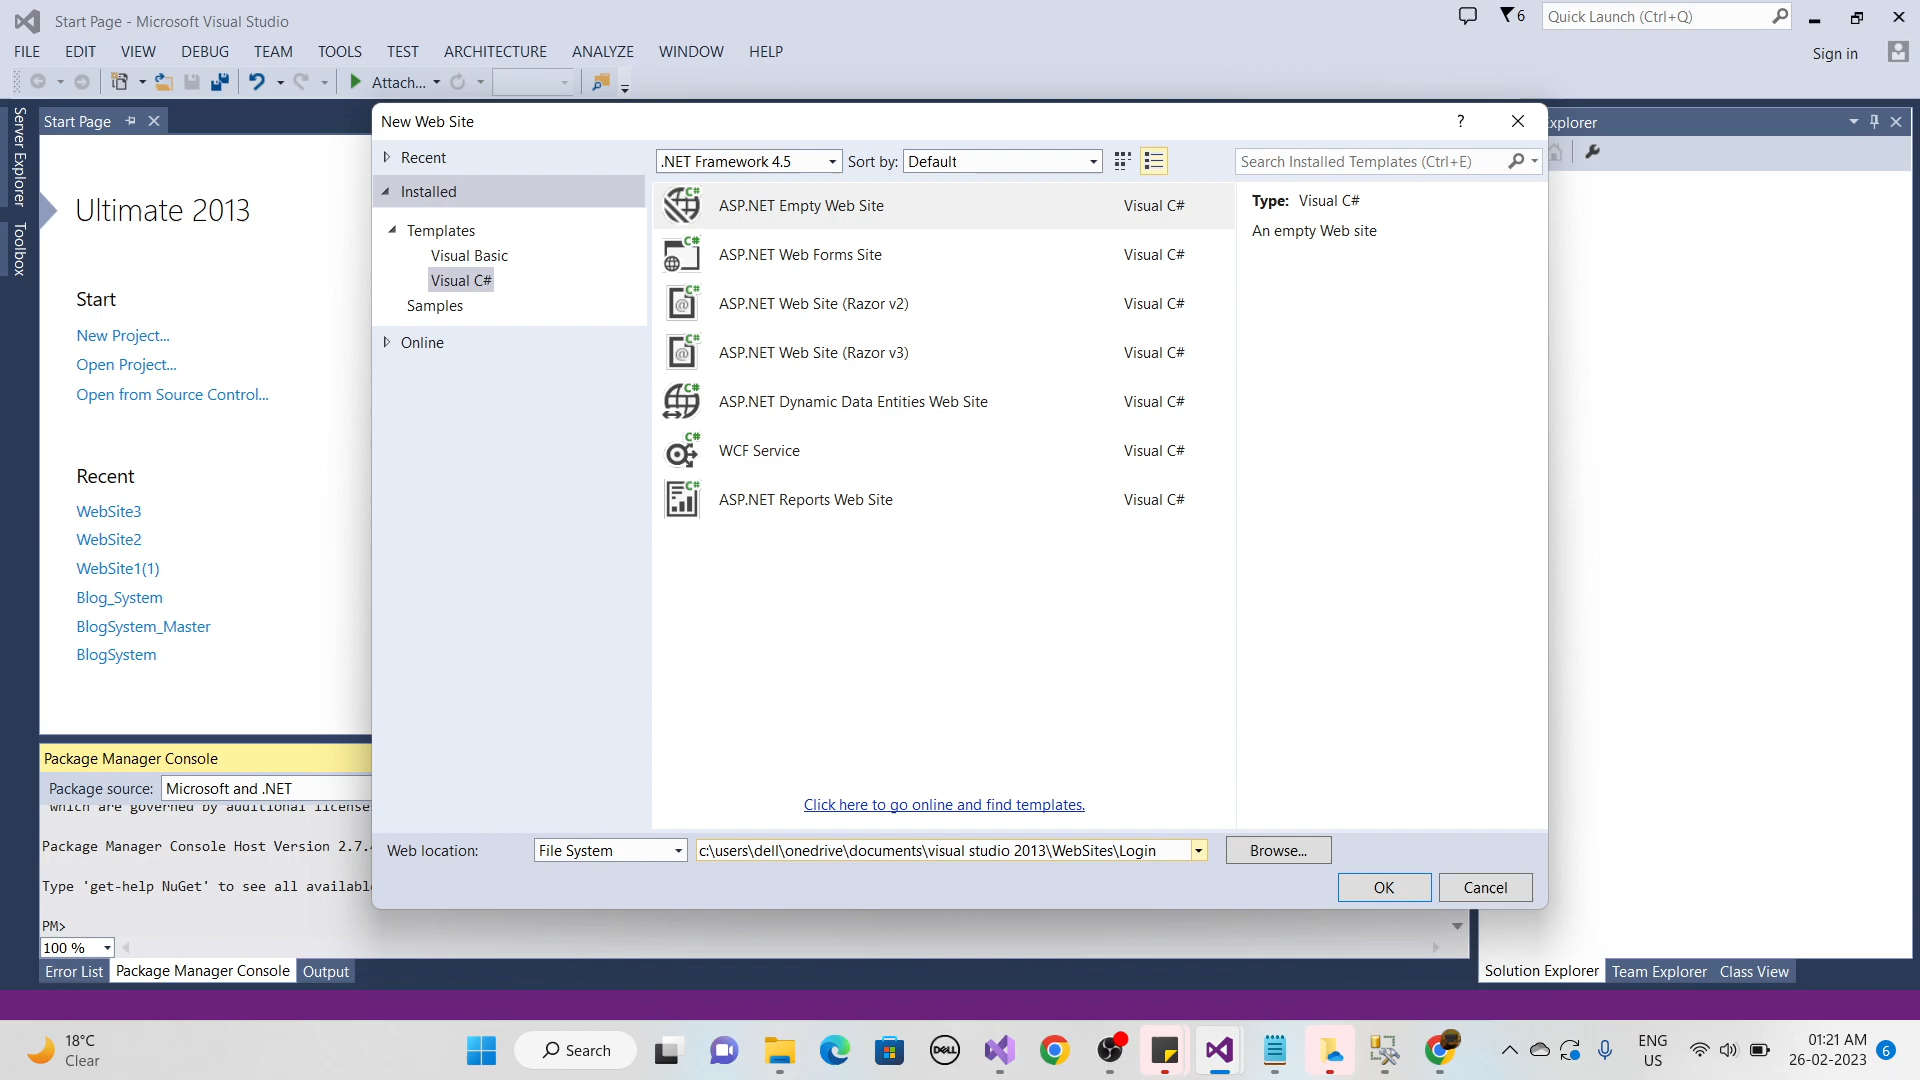 Start Page - Microsoft Visual Studio
6
Quick Launch (Ctrl+Q)
FILE EDIT VIEW DEBUG TEAM TOOLS TEST ARCHITECTURE ANALYZE WINDOW HELP
Sign in
Attach...
Server Explorer
Toolbox
Start Page
Ultimate 2013
Start
New Project...
Open Project...
Open from Source Control...
Recent
WebSite3
WebSite2
WebSite1(1)
Blog_System
BlogSystem_Master
BlogSystem
New Web Site
?
Recent
Installed
Templates
Visual Basic
Visual C#
Samples
Online
.NET Framework 4.5
Sort by: Default
Search Installed Templates (Ctrl+E)
ASP.NET Empty Web Site Visual C#
ASP.NET Web Forms Site Visual C#
ASP.NET Web Site (Razor v2) Visual C#
ASP.NET Web Site (Razor v3) Visual C#
ASP.NET Dynamic Data Entities Web Site Visual C#
WCF Service Visual C#
ASP.NET Reports Web Site Visual C#
Type: Visual C#
An empty Web site
Click here to go online and find templates.
Web location: File System c:\users\dell\onedrive\documents\visual studio 2013\WebSites\Login Browse...
OK Cancel
Explorer
Package Manager Console
Package source: Microsoft and .NET
which are governed by additional license
Package Manager Console Host Version 2.7.
Type 'get-help NuGet' to see all availabl
PM>
100 %
Error List Package Manager Console Output
Solution Explorer Team Explorer Class View
18°C
Clear
Search
DELL
ENG
US
01:21 AM
26-02-2023
6